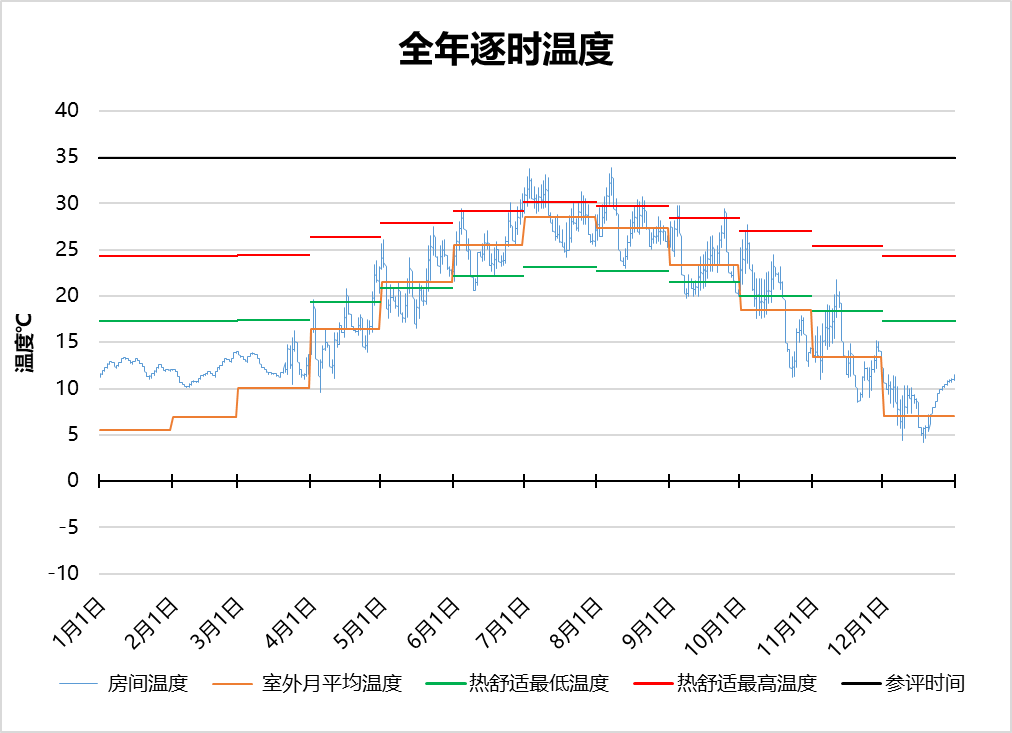 全年逐时温度
40
35
30
25
20
15
10
5
0
-5
-10
温度℃
1月1日
2月1日
3月1日
4月1日
5月1日
6月1日
7月1日
8月1日
9月1日
10月1日
11月1日
12月1日
房间温度 室外月平均温度 热舒适最低温度 热舒适最高温度 参评时间